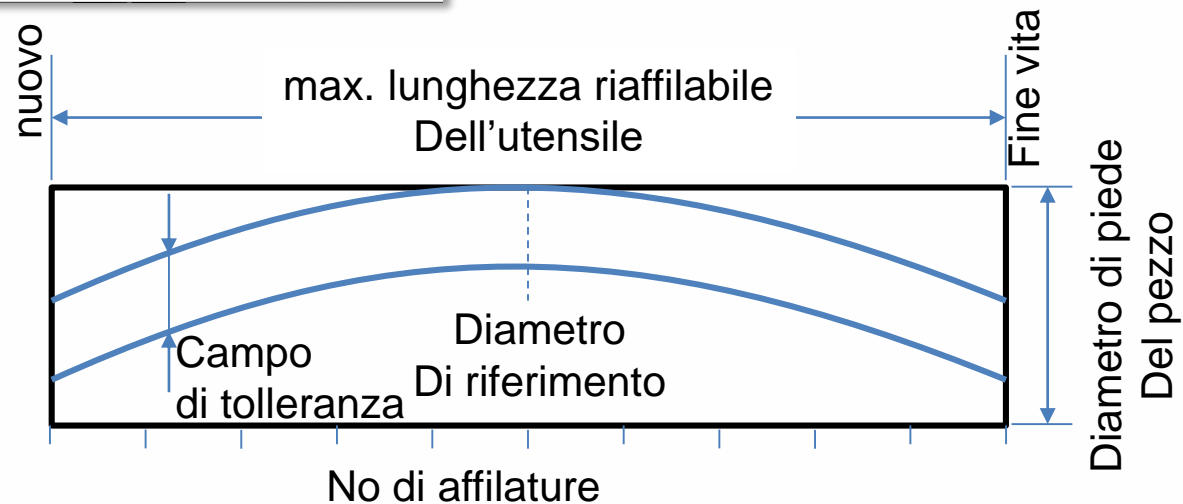 nuovo
max. lunghezza riaffilabile
Dell’utensile
Fine vita
Diametro di piede
Del pezzo
Campo
di tolleranza
Diametro
Di riferimento
No di affilature